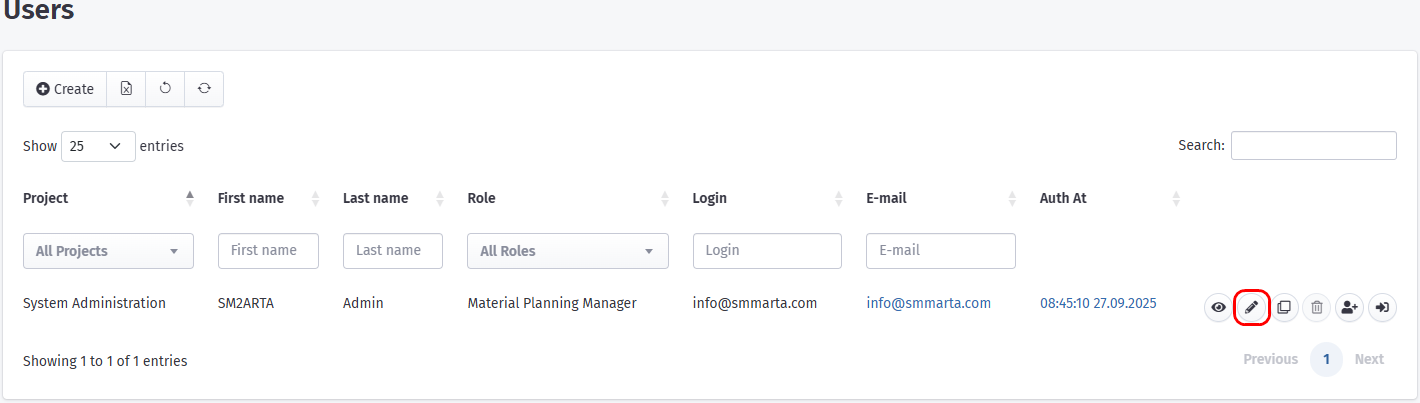 Users
Create
Show 25 entries
Search:
Project First name Last name Role Login E-mail Auth At
All Projects First name Last name All Roles Login E-mail
System Administration SM2ARTA Admin Material Planning Manager info@smmarta.com info@smmarta.com 08:45:10 27.09.2025
Showing 1 to 1 of 1 entries
Previous 1 Next